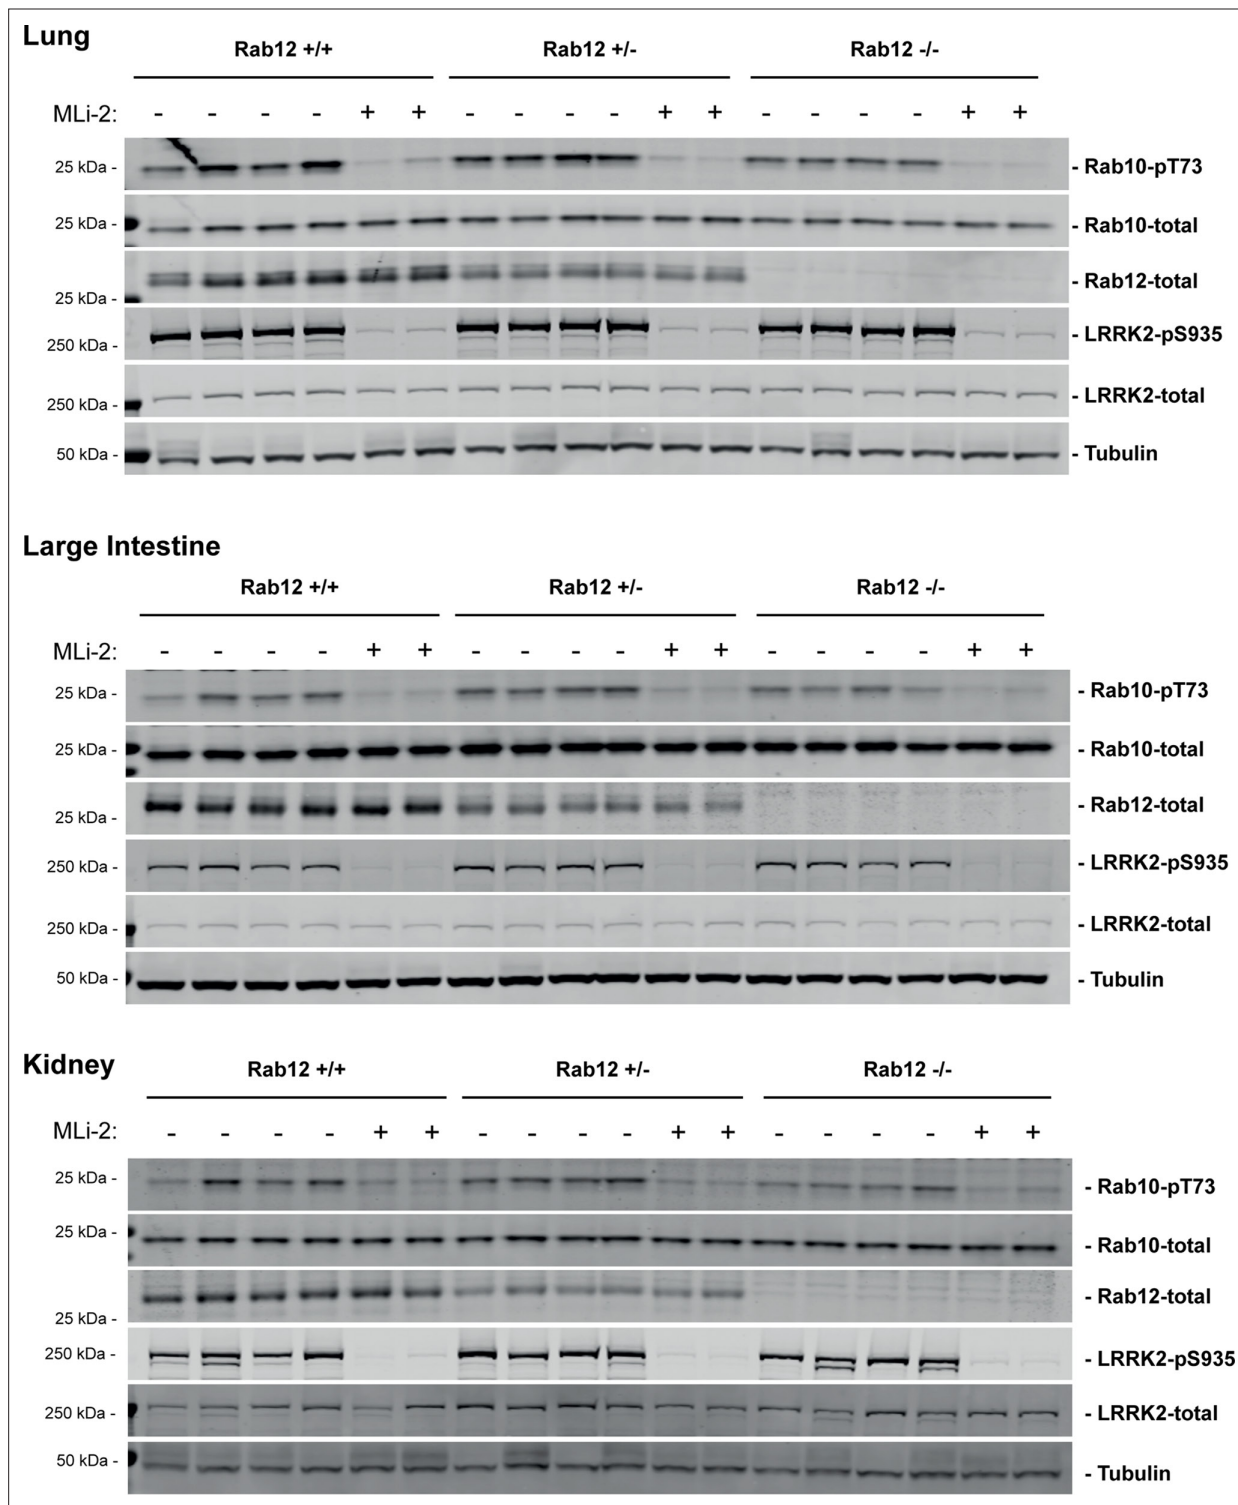 Lung
Rab12 +/+ Rab12 +/- Rab12 -/-
MLi-2: - - - - + + - - - - + + - - - - + +
25 kDa - - Rab10-pT73
25 kDa - - Rab10-total
25 kDa - - Rab12-total
250 kDa - - LRRK2-pS935
250 kDa - - LRRK2-total
50 kDa - - Tubulin
Large Intestine
Rab12 +/+ Rab12 +/- Rab12 -/-
MLi-2: - - - - + + - - - - + + - - - - + +
25 kDa - - Rab10-pT73
25 kDa - - Rab10-total
25 kDa - - Rab12-total
250 kDa - - LRRK2-pS935
250 kDa - - LRRK2-total
50 kDa - - Tubulin
Kidney
Rab12 +/+ Rab12 +/- Rab12 -/-
MLi-2: - - - - + + - - - - + + - - - - + +
25 kDa - - Rab10-pT73
25 kDa - - Rab10-total
25 kDa - - Rab12-total
250 kDa - - LRRK2-pS935
250 kDa - - LRRK2-total
50 kDa - - Tubulin